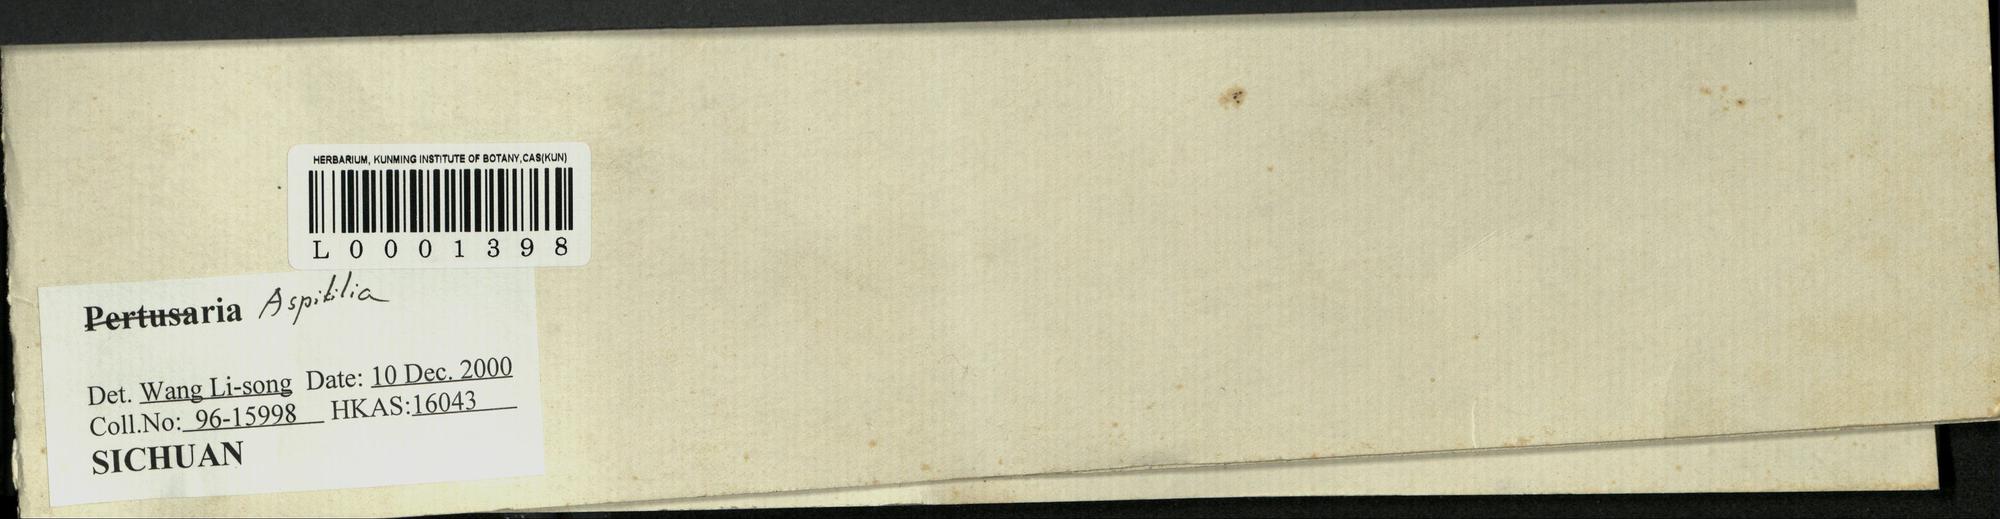 HERBARIUM, KUNMING INSTITUTE OF BOTANY,CAS(KUN)
L0001398
Pertusaria Aspicilia
Det. Wang Li-song Date: 10 Dec. 2000
Coll.No: 96-15998 HKAS:16043
SICHUAN